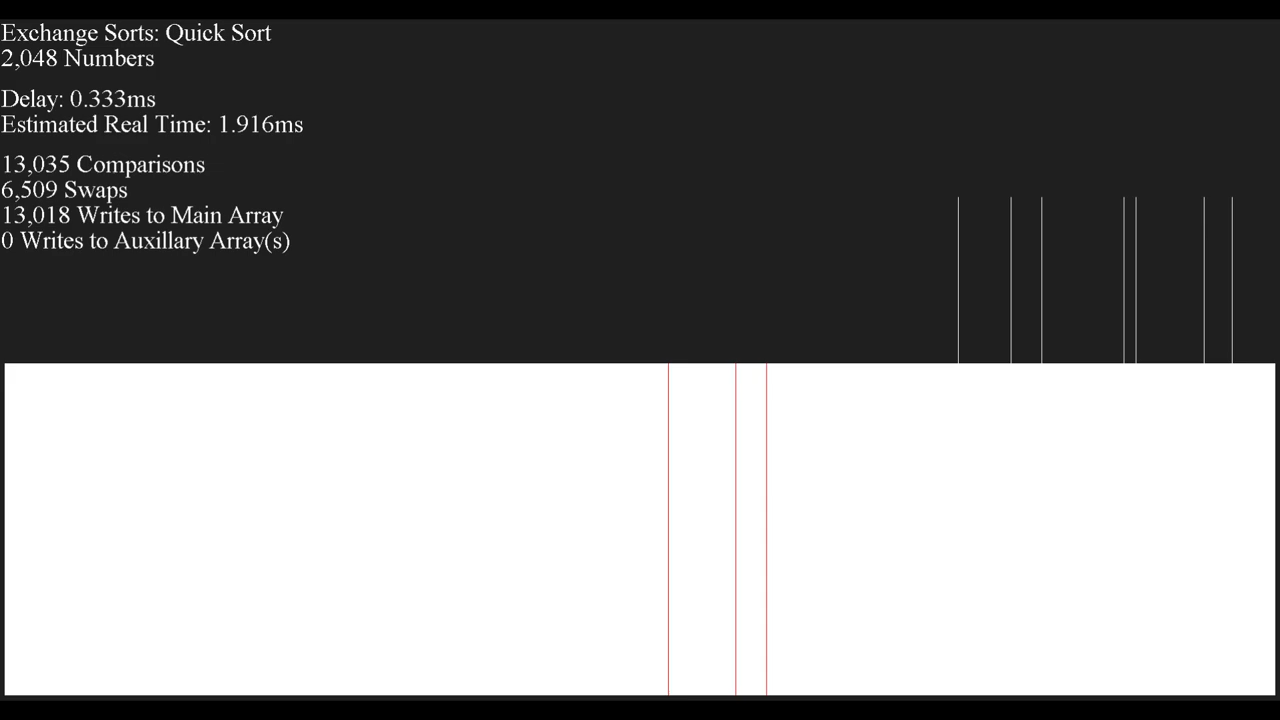 Exchange Sorts: Quick Sort
2,048 Numbers
Delay: 0.333ms
Estimated Real Time: 1.916ms
13,035 Comparisons
6,509 Swaps
13,018 Writes to Main Array
0 Writes to Auxillary Array(s)